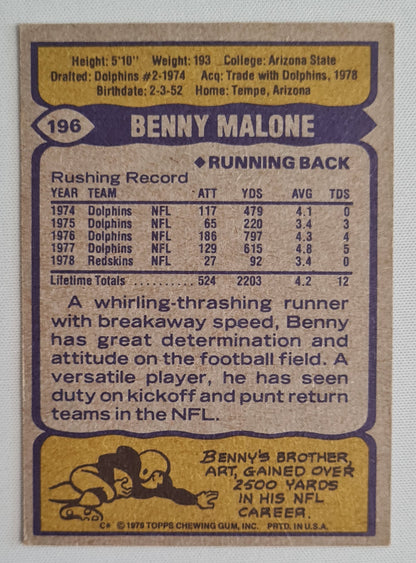 Height: 5'10" Weight: 193 College: Arizona State
Drafted: Dolphins #2-1974 Acq: Trade with Dolphins, 1978
Birthdate: 2-3-52 Home: Tempe, Arizona
196 BENNY MALONE
◆RUNNING BACK
Rushing Record
YEAR TEAM ATT YDS AVG TDS
1974 Dolphins NFL 117 479 4.1 0
1975 Dolphins NFL 65 220 3.4 3
1976 Dolphins NFL 186 797 4.3 4
1977 Dolphins NFL 129 615 4.8 5
1978 Redskins NFL 27 92 3.4 0
Lifetime Totals .......... 524 2203 4.2 12
A whirling-thrashing runner
with breakaway speed, Benny
has great determination and
attitude on the football field. A
versatile player, he has seen
duty on kickoff and punt return
teams in the NFL.
BENNY'S BROTHER,
ART, GAINED OVER
2500 YARDS
IN HIS NFL
CAREER.
C* © 1979 TOPPS CHEWING GUM, INC. PRTD. IN U.S.A.